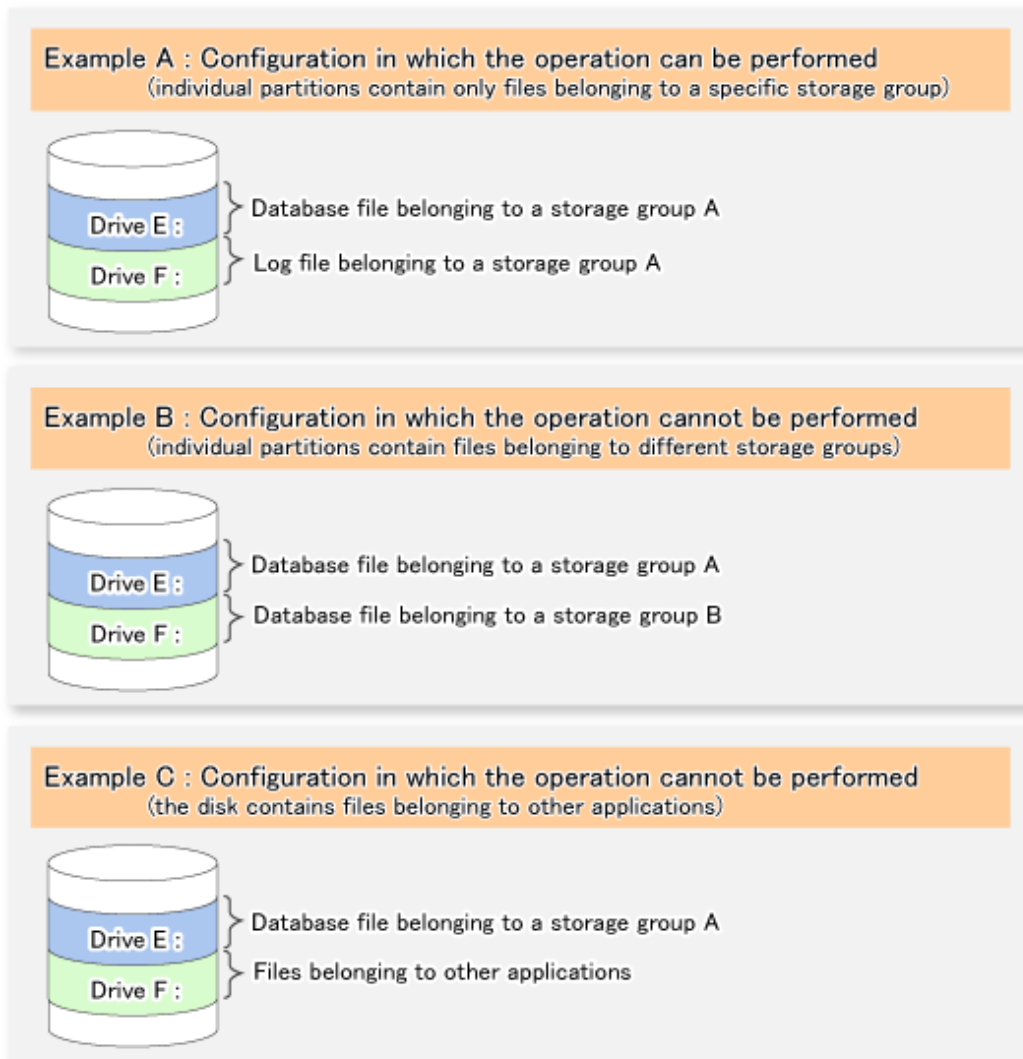 Example A : Configuration in which the operation can be performed
(individual partitions contain only files belonging to a specific storage group)
Drive E :
Database file belonging to a storage group A
Drive F :
Log file belonging to a storage group A
Example B : Configuration in which the operation cannot be performed
(individual partitions contain files belonging to different storage groups)
Drive E :
Database file belonging to a storage group A
Drive F :
Database file belonging to a storage group B
Example C : Configuration in which the operation cannot be performed
(the disk contains files belonging to other applications)
Drive E :
Database file belonging to a storage group A
Drive F :
Files belonging to other applications